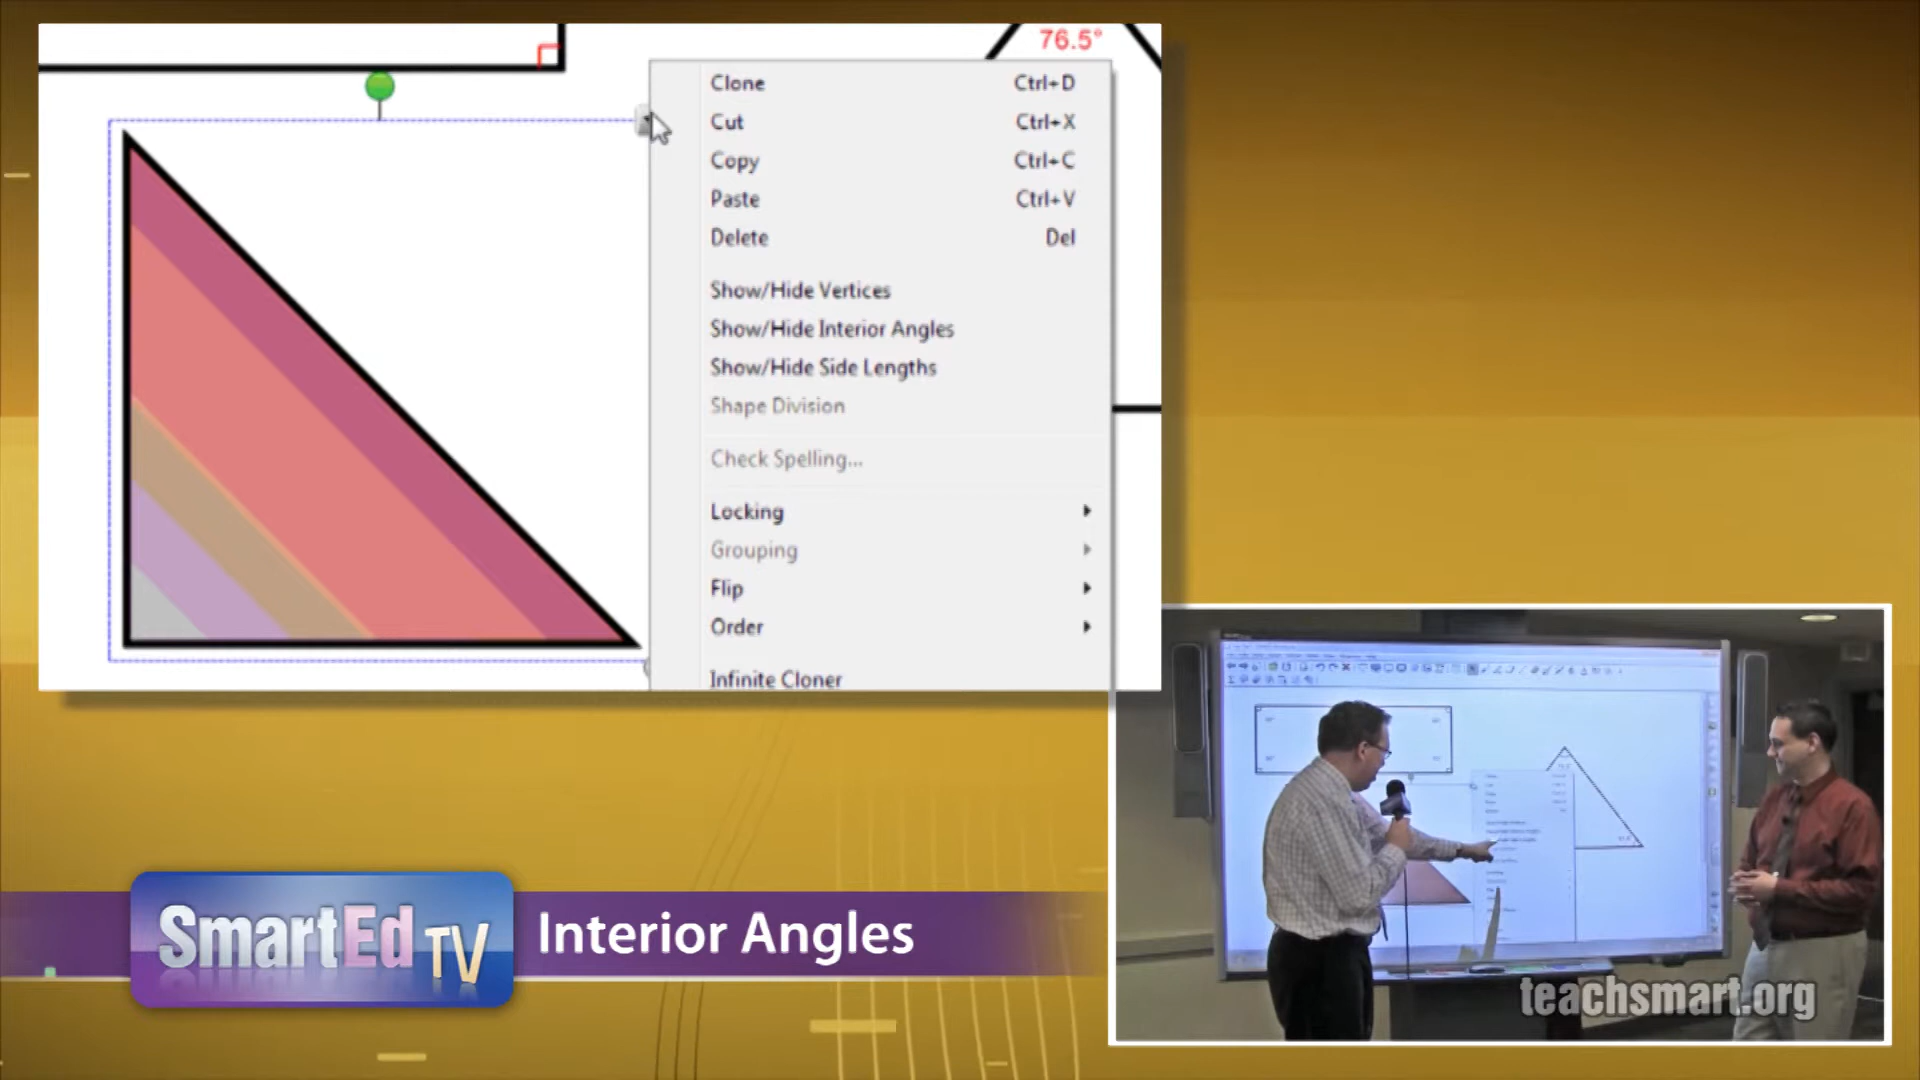 76.5°
Clone Ctrl+D
Cut Ctrl+X
Copy Ctrl+C
Paste Ctrl+V
Delete Del
Show/Hide Vertices
Show/Hide Interior Angles
Show/Hide Side Lengths
Shape Division
Check Spelling...
Locking
Grouping
Flip
Order
Infinite Cloner
SmartEd TV
Interior Angles
teachsmart.org